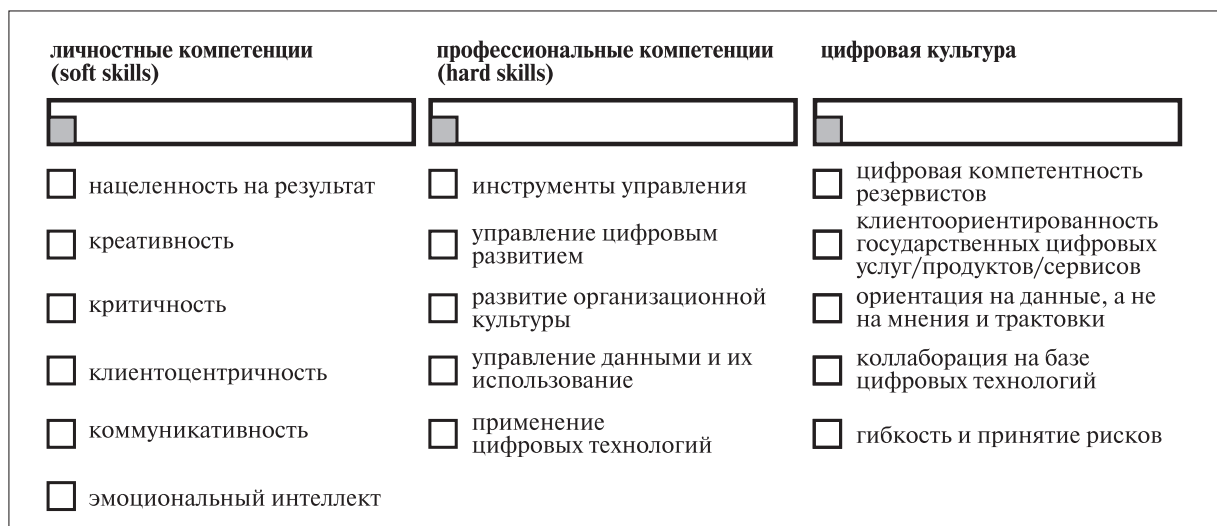 личностные компетенции
(soft skills)
нацеленность на результат
креативность
критичность
клиентоцентричность
коммуникативность
эмоциональный интеллект
профессиональные компетенции
(hard skills)
инструменты управления
управление цифровым
развитием
развитие организационной
культуры
управление данными и их
использование
применение
цифровых технологий
цифровая культура
цифровая компетентность
резервистов
клиентоориентированность
государственных цифровых
услуг/продуктов/сервисов
ориентация на данные, а не
на мнения и трактовки
коллаборация на базе
цифровых технологий
гибкость и принятие рисков